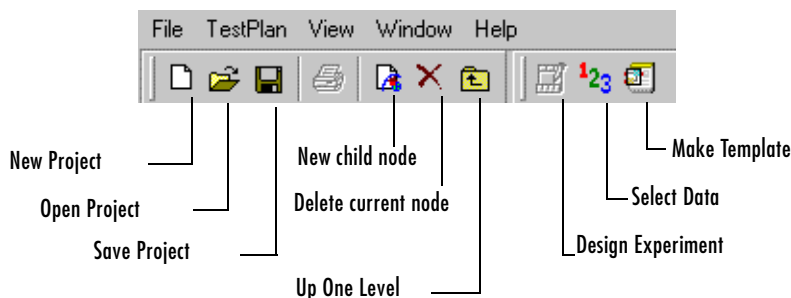 File TestPlan View Window Help
123
New Project
Open Project
Save Project
New child node
Delete current node
Up One Level
Make Template
Select Data
Design Experiment